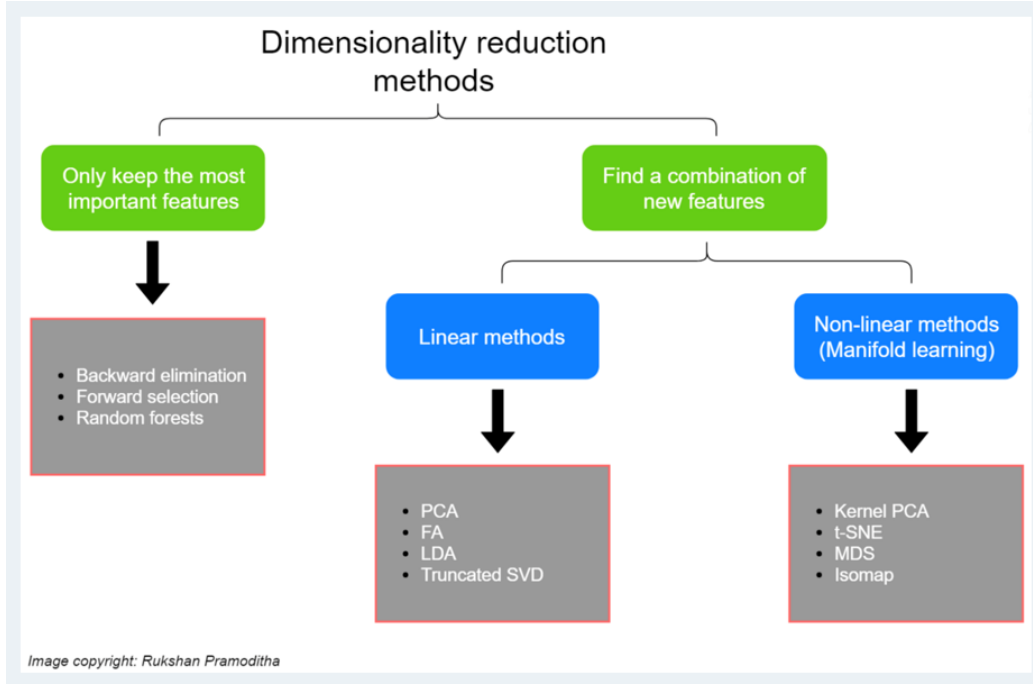 Dimensionality reduction
methods
Only keep the most
important features
Find a combination of
new features
Linear methods
Non-linear methods
(Manifold learning)
Backward elimination
Forward selection
Random forests
PCA
FA
LDA
Truncated SVD
Kernel PCA
t-SNE
MDS
Isomap
Image copyright: Rukshan Pramoditha